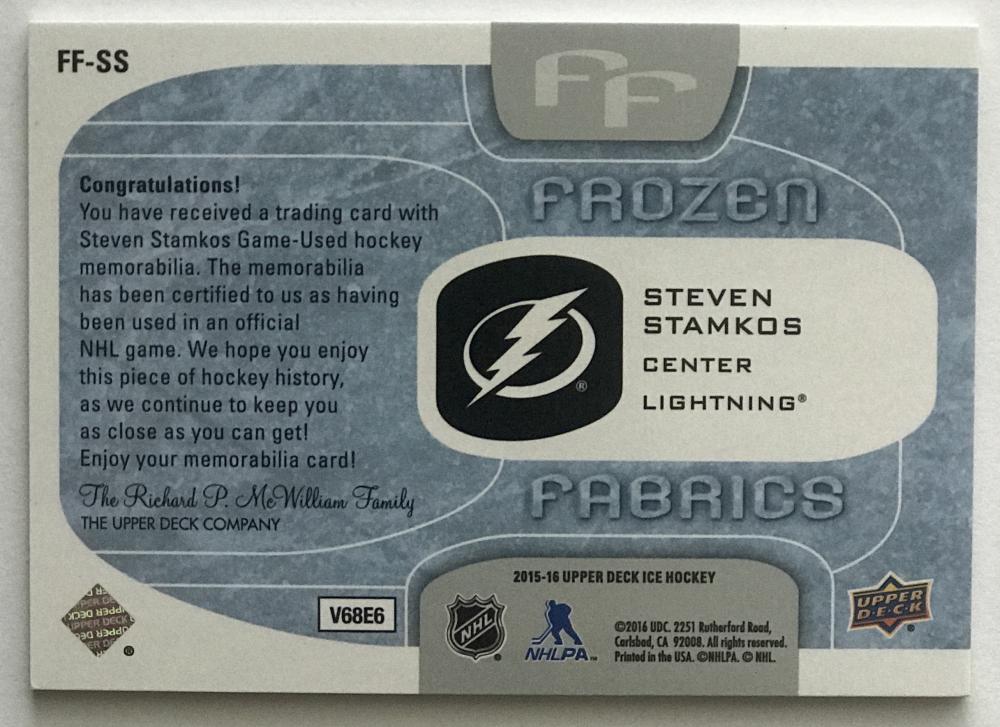 FF-SS
FF
Congratulations!
You have received a trading card with
Steven Stamkos Game-Used hockey
memorabilia. The memorabilia
has been certified to us as having
been used in an official
NHL game. We hope you enjoy
this piece of hockey history,
as we continue to keep you
as close as you can get!
Enjoy your memorabilia card!
The Richard P. McWilliam Family
THE UPPER DECK COMPANY
FROZEN
STEVEN
STAMKOS
CENTER
LIGHTNING®
®
FABRICS
2015-16 UPPER DECK ICE HOCKEY
V68E6
NHL
®
NHLPA™
©2016 UDC. 2251 Rutherford Road,
Carlsbad, CA 92008. All rights reserved.
Printed in the USA. ©NHLPA. © NHL.
UPPER
D·E·C·K
®
UPPER DECK
®